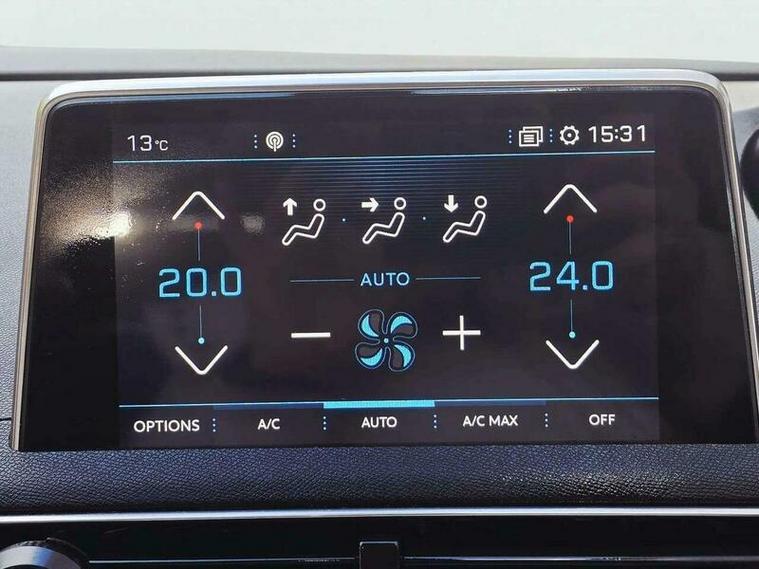 13°C 15:31
20.0 24.0
AUTO
OPTIONS A/C AUTO A/C MAX OFF